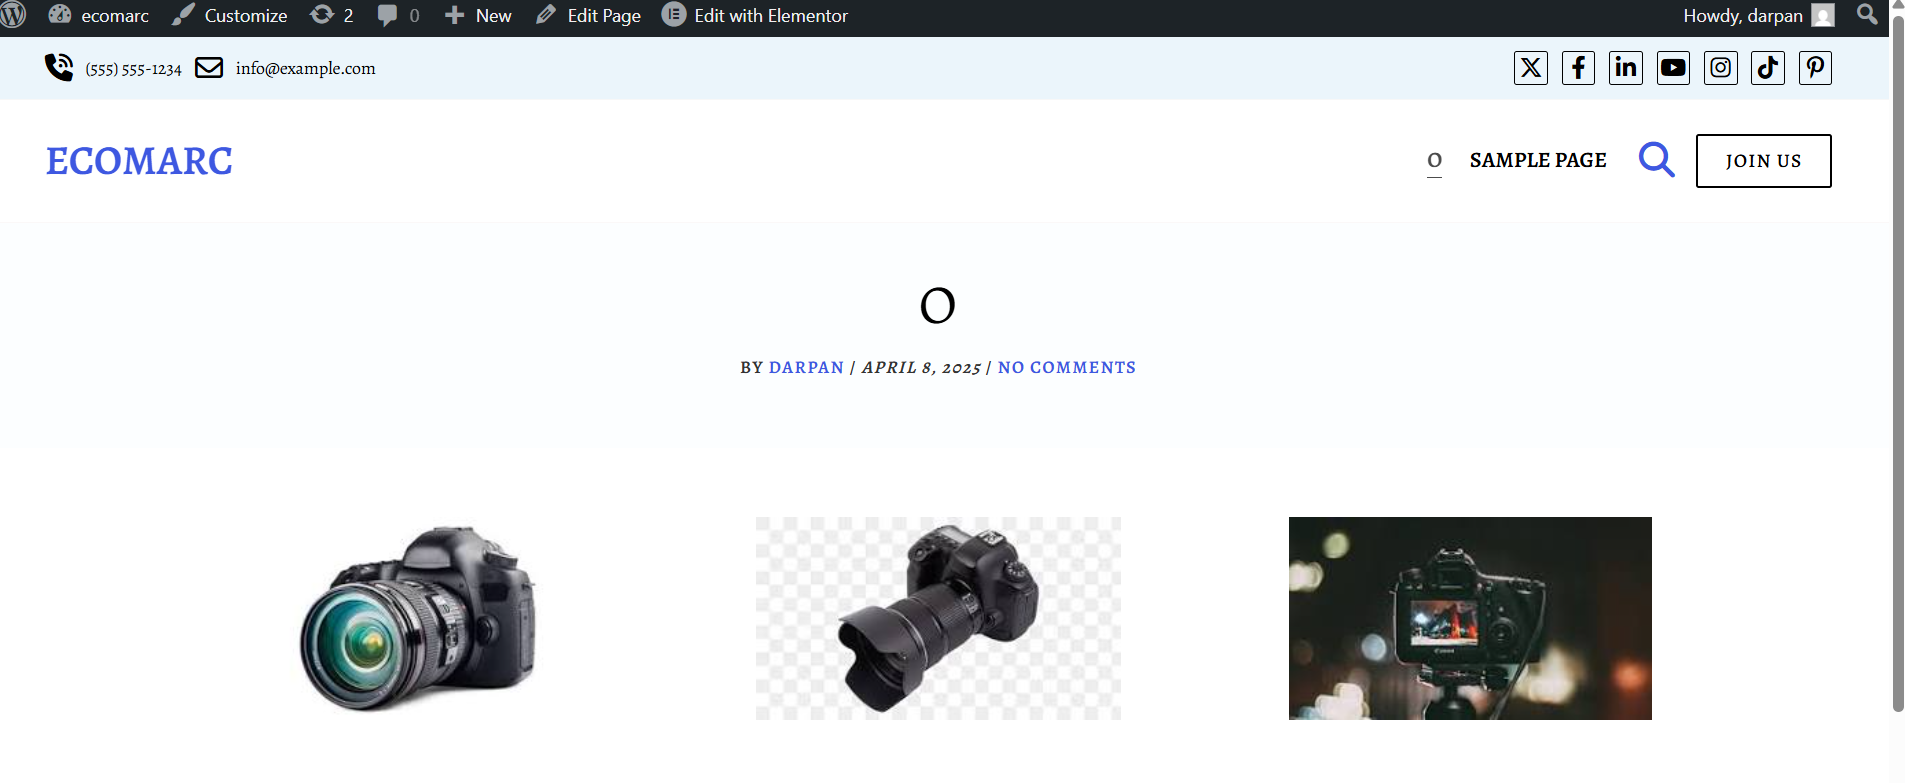 ecomarc Customize 2 0 New Edit Page Edit with Elementor Howdy, darpan
(555) 555-1234 info@example.com
ECOMARC O SAMPLE PAGE JOIN US
O
BY DARPAN / APRIL 8, 2025 / NO COMMENTS
Canon